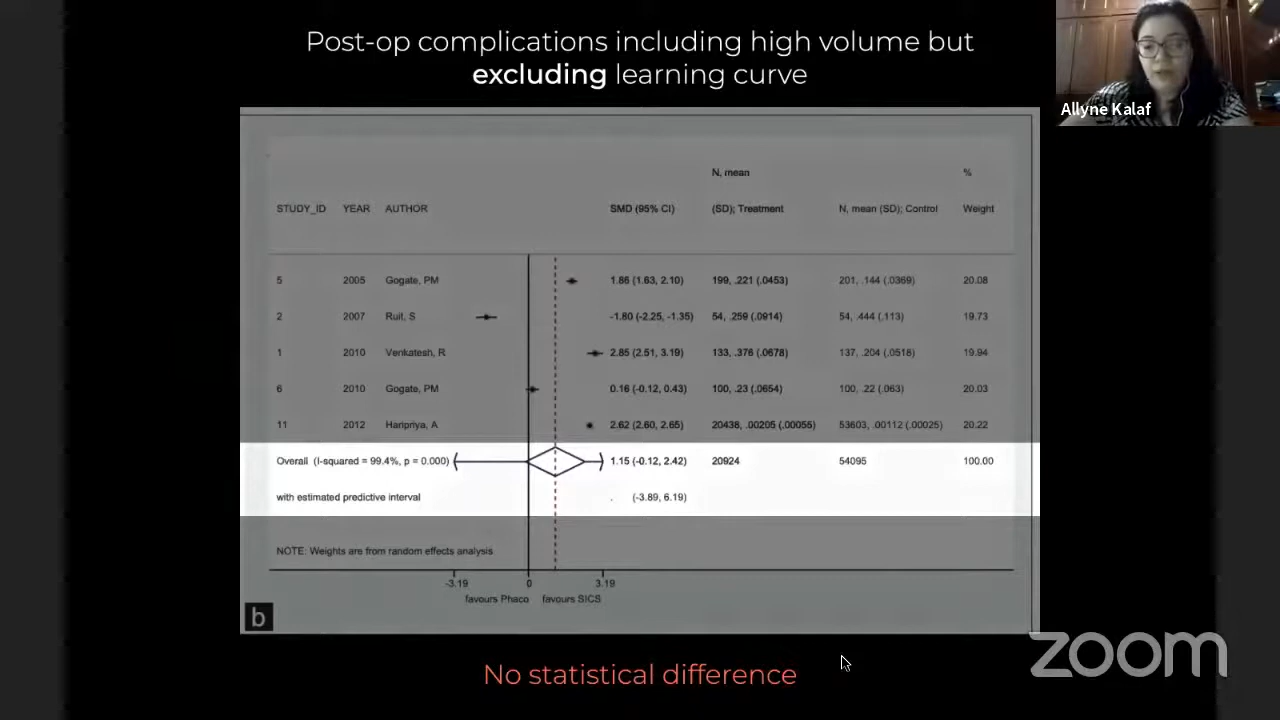 Post-op complications including high volume but
excluding learning curve
Allyne Kalaf
N, mean %
STUDY_ID YEAR AUTHOR SMD (95% CI) (SD); Treatment N, mean (SD); Control Weight
5 2005 Gogate, PM 1.86 (1.63, 2.10) 199, .221 (.0453) 201, .144 (.0369) 20.08
2 2007 Ruit, S -1.80 (-2.25, -1.35) 54, .259 (.0914) 54, .444 (.113) 19.73
1 2010 Venkatesh, R 2.85 (2.51, 3.19) 133, .376 (.0678) 137, .204 (.0518) 19.94
6 2010 Gogate, PM 0.16 (-0.12, 0.43) 100, .23 (.0654) 100, .22 (.063) 20.03
11 2012 Haripriya, A 2.62 (2.60, 2.65) 20438, .00205 (.00055) 53603, .00112 (.00025) 20.22
Overall (I-squared = 99.4%, p = 0.000) 1.15 (-0.12, 2.42) 20924 54095 100.00
with estimated predictive interval . (-3.89, 6.19)
NOTE: Weights are from random effects analysis
-3.19 0 3.19
favours Phaco favours SICS
b
zoom
No statistical difference